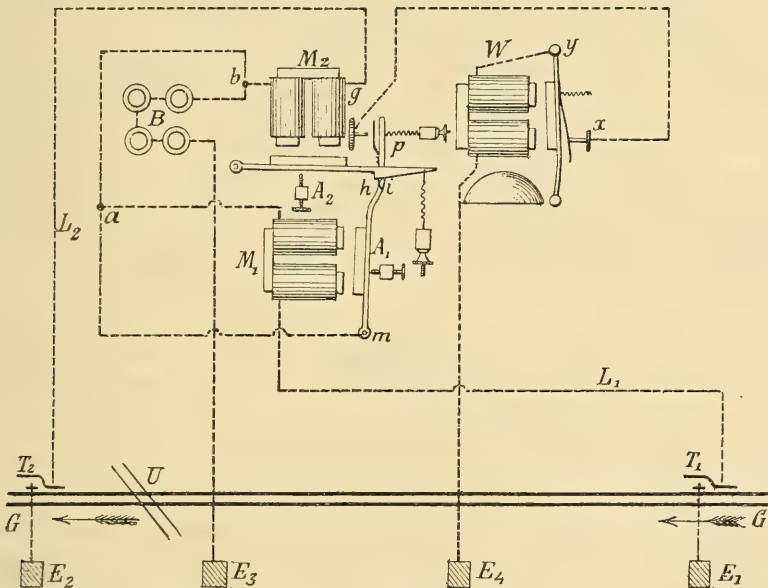 M₂
W y
b g
B p x
h i
A₂
a
L₂ M₁ A₁
m
L₁
T₂ U T₁
G G
E₂ E₃ E₄ E₁